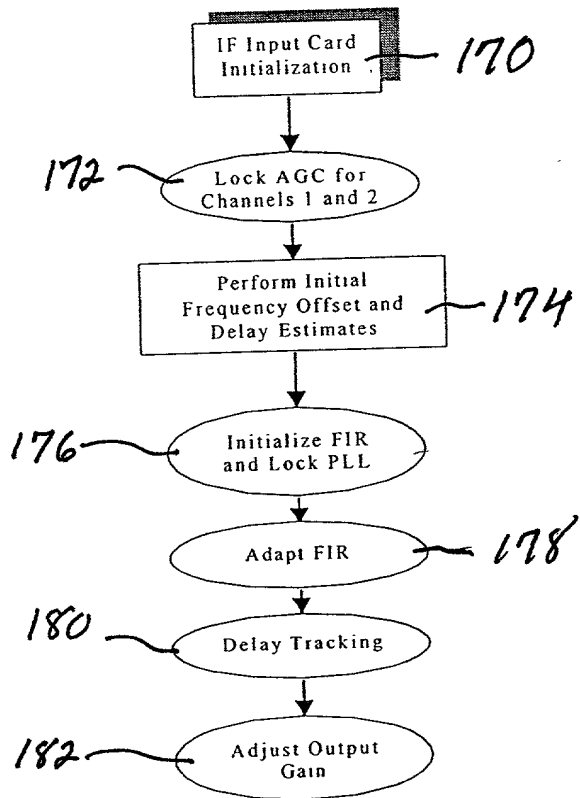 IF Input Card
Initialization
170
172
Lock AGC for
Channels 1 and 2
Perform Initial
Frequency Offset and
Delay Estimates
174
176
Initialize FIR
and Lock PLL
Adapt FIR
178
180
Delay Tracking
182
Adjust Output
Gain